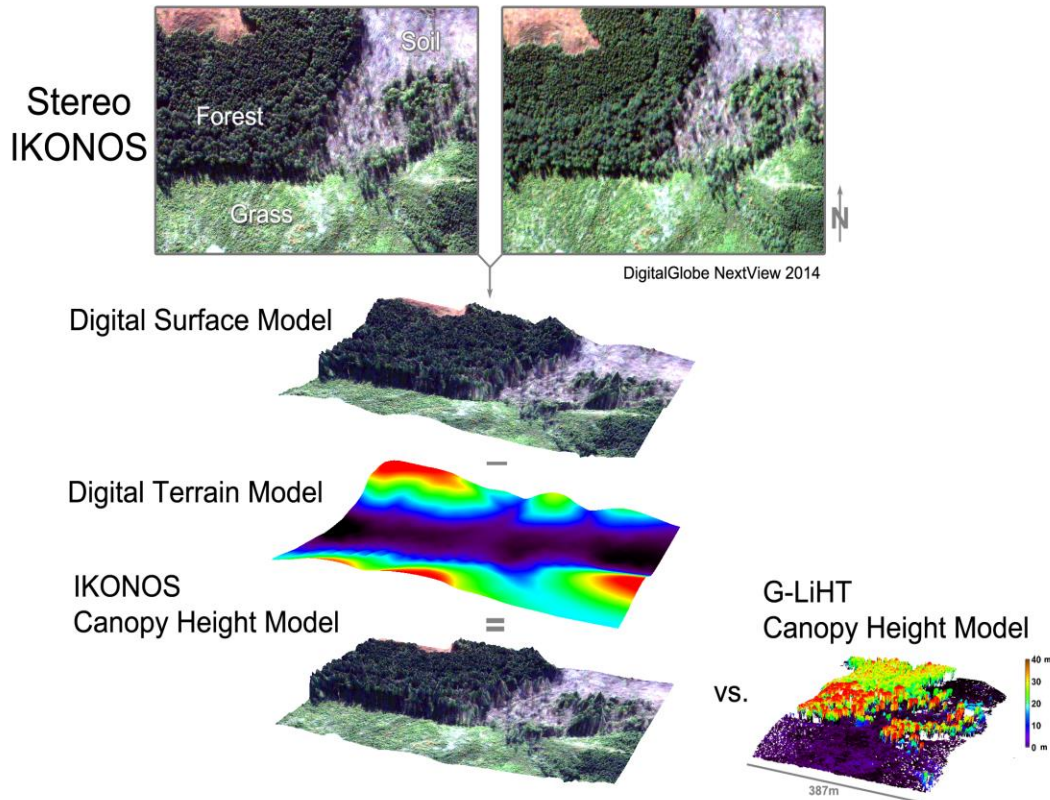 Stereo
IKONOS
Soil
Forest
Grass
N
DigitalGlobe NextView 2014
Digital Surface Model
–
Digital Terrain Model
IKONOS
Canopy Height Model
=
G-LiHT
Canopy Height Model
vs.
40 m
30
20
10
0 m
387m